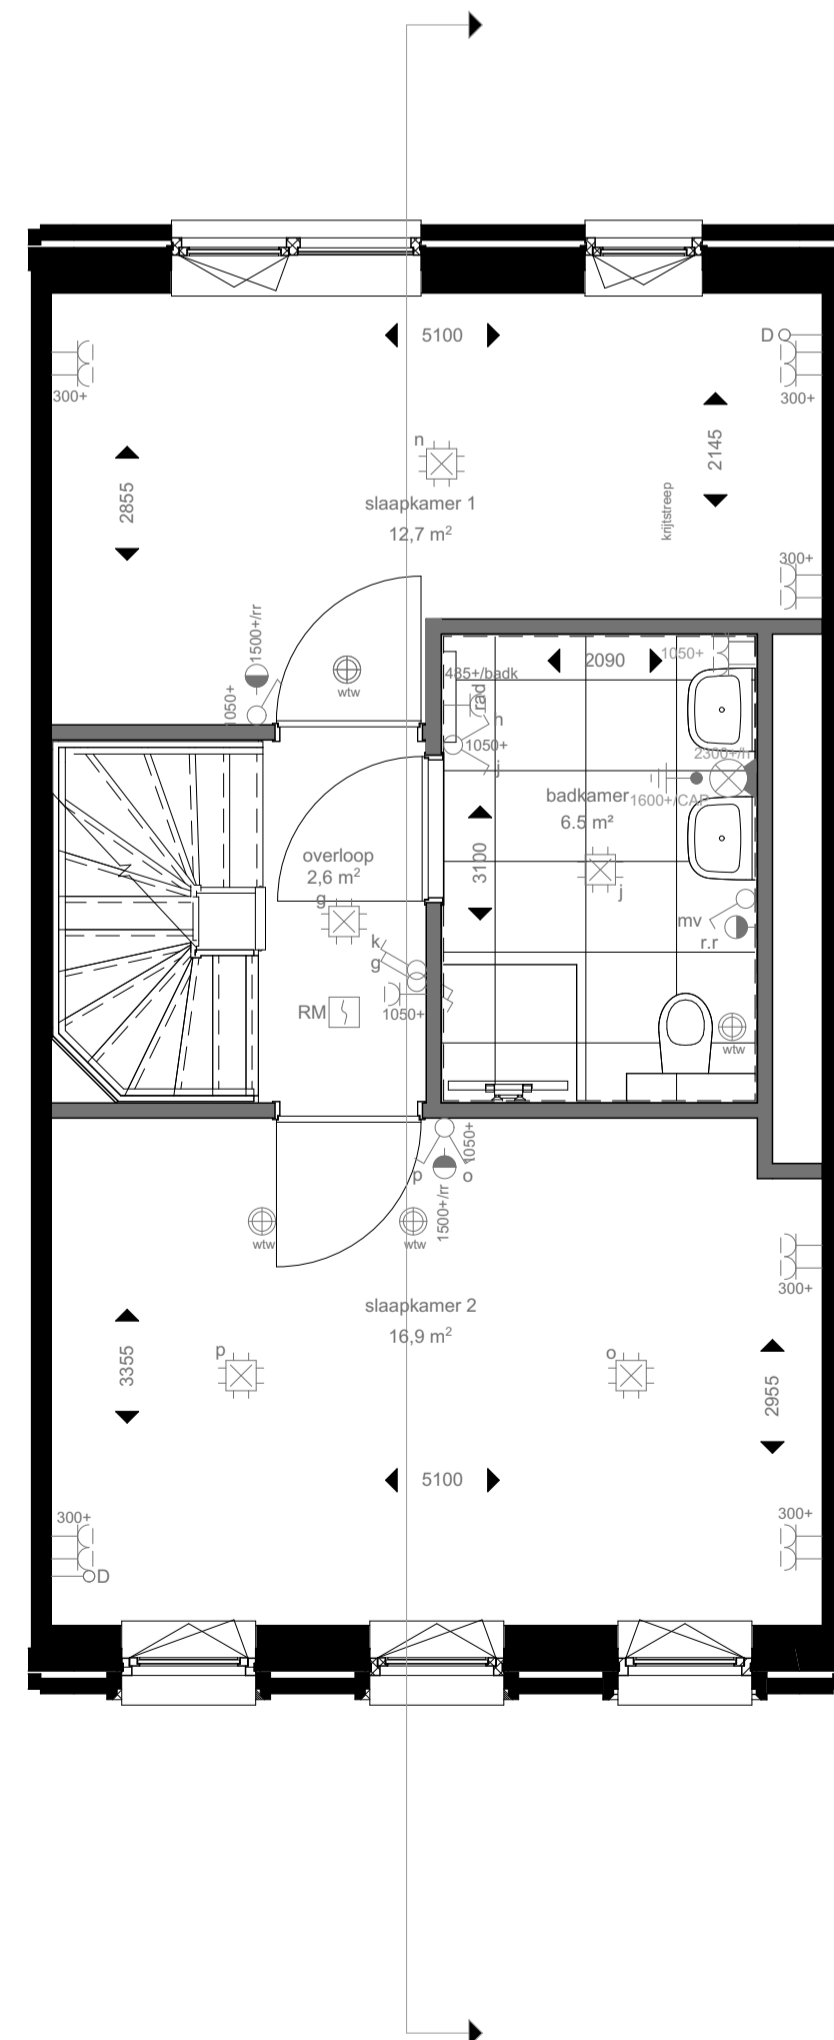 5100
D
300+
300+
n
2145
2855
slaapkamer 1
12,7 m²
krijtstreep
300+
1500+/rr
1050+
wtw
2090
1050+
485+/badk
rad
h
1050+
j
2300+/h
1600+/CAP
badkamer
6.5 m²
3100
overloop
2,6 m²
g
j
mv
r.r
k
g
1050+
RM
wtw
1050+
p
o
1500+/rr
wtw
wtw
300+
slaapkamer 2
16,9 m²
p
o
3355
2955
5100
300+
300+
D